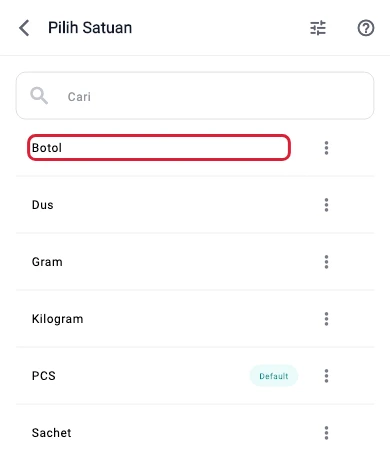 Pilih Satuan
Cari
Botol
Dus
Gram
Kilogram
PCS Default
Sachet